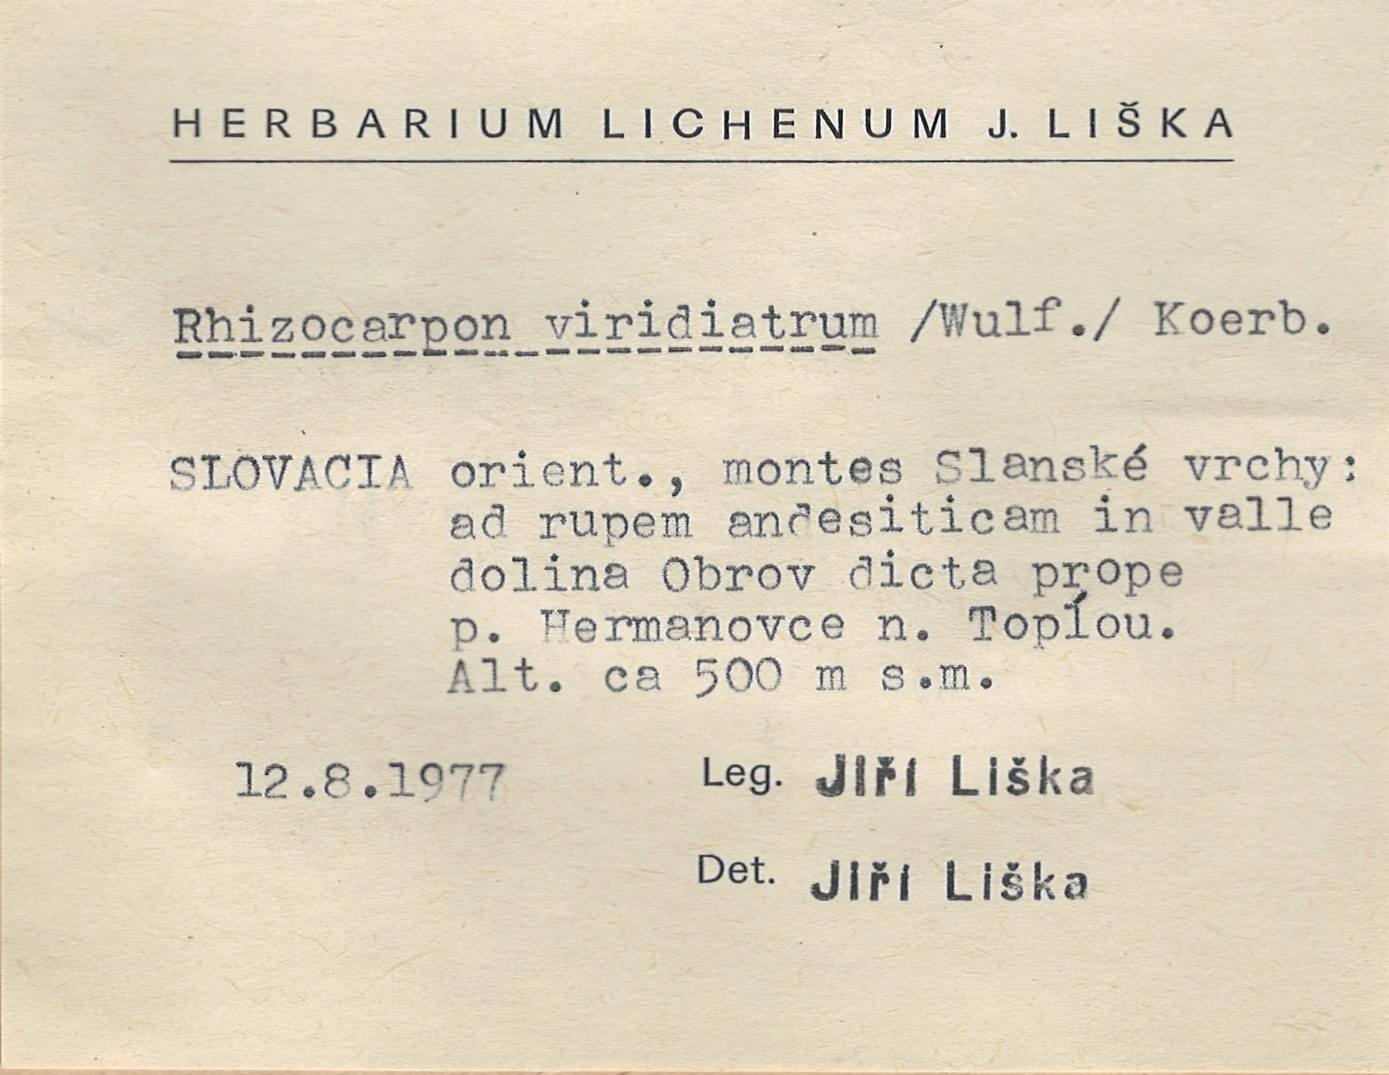 HERBARIUM LICHENUM J. LIŠKA
Rhizocarpon viridiatrum /Wulf./ Koerb.
SLOVACIA orient., montes Slanské vrchy:
ad rupem andesiticam in valle
dolina Obrov dicta prope
p. Hermanovce n. Topĺou.
Alt. ca 500 m s.m.
12.8.1977 Leg. Jiří Liška
Det. Jiří Liška